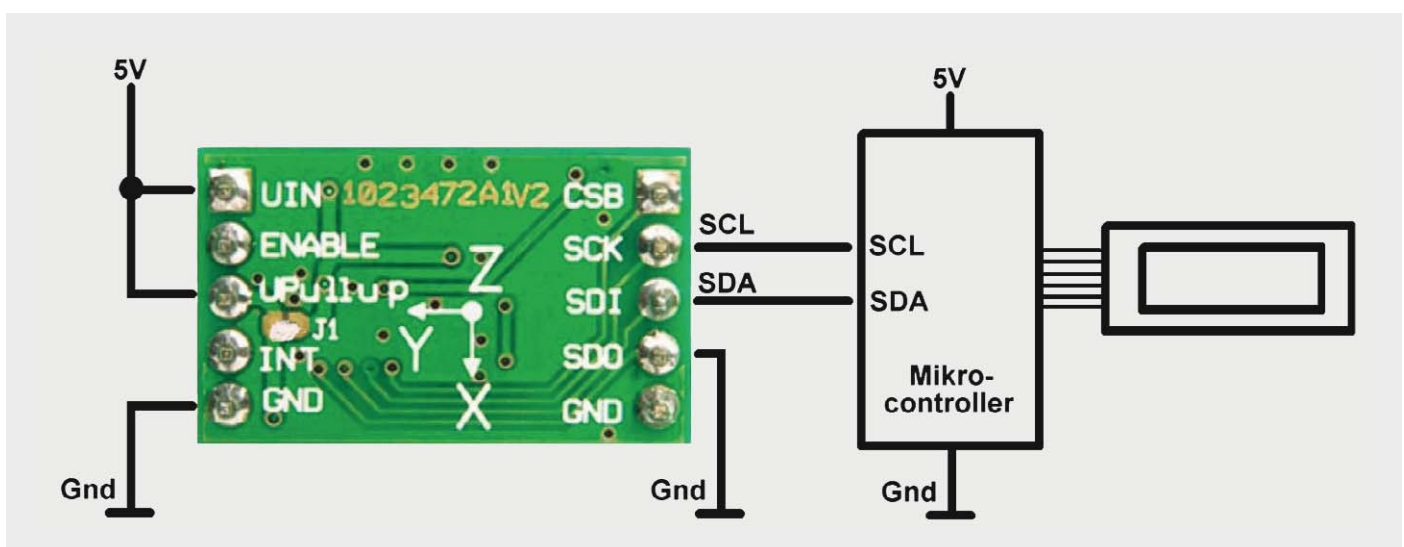 5V
5V
UIN
1023472A1V2
CSB
SCL
ENABLE
SCK
SCL
Z
UPullup
SDI
SDA
SDA
J1
Y
INT
SDO
Mikro-
controller
X
GND
GND
Gnd
Gnd
Gnd